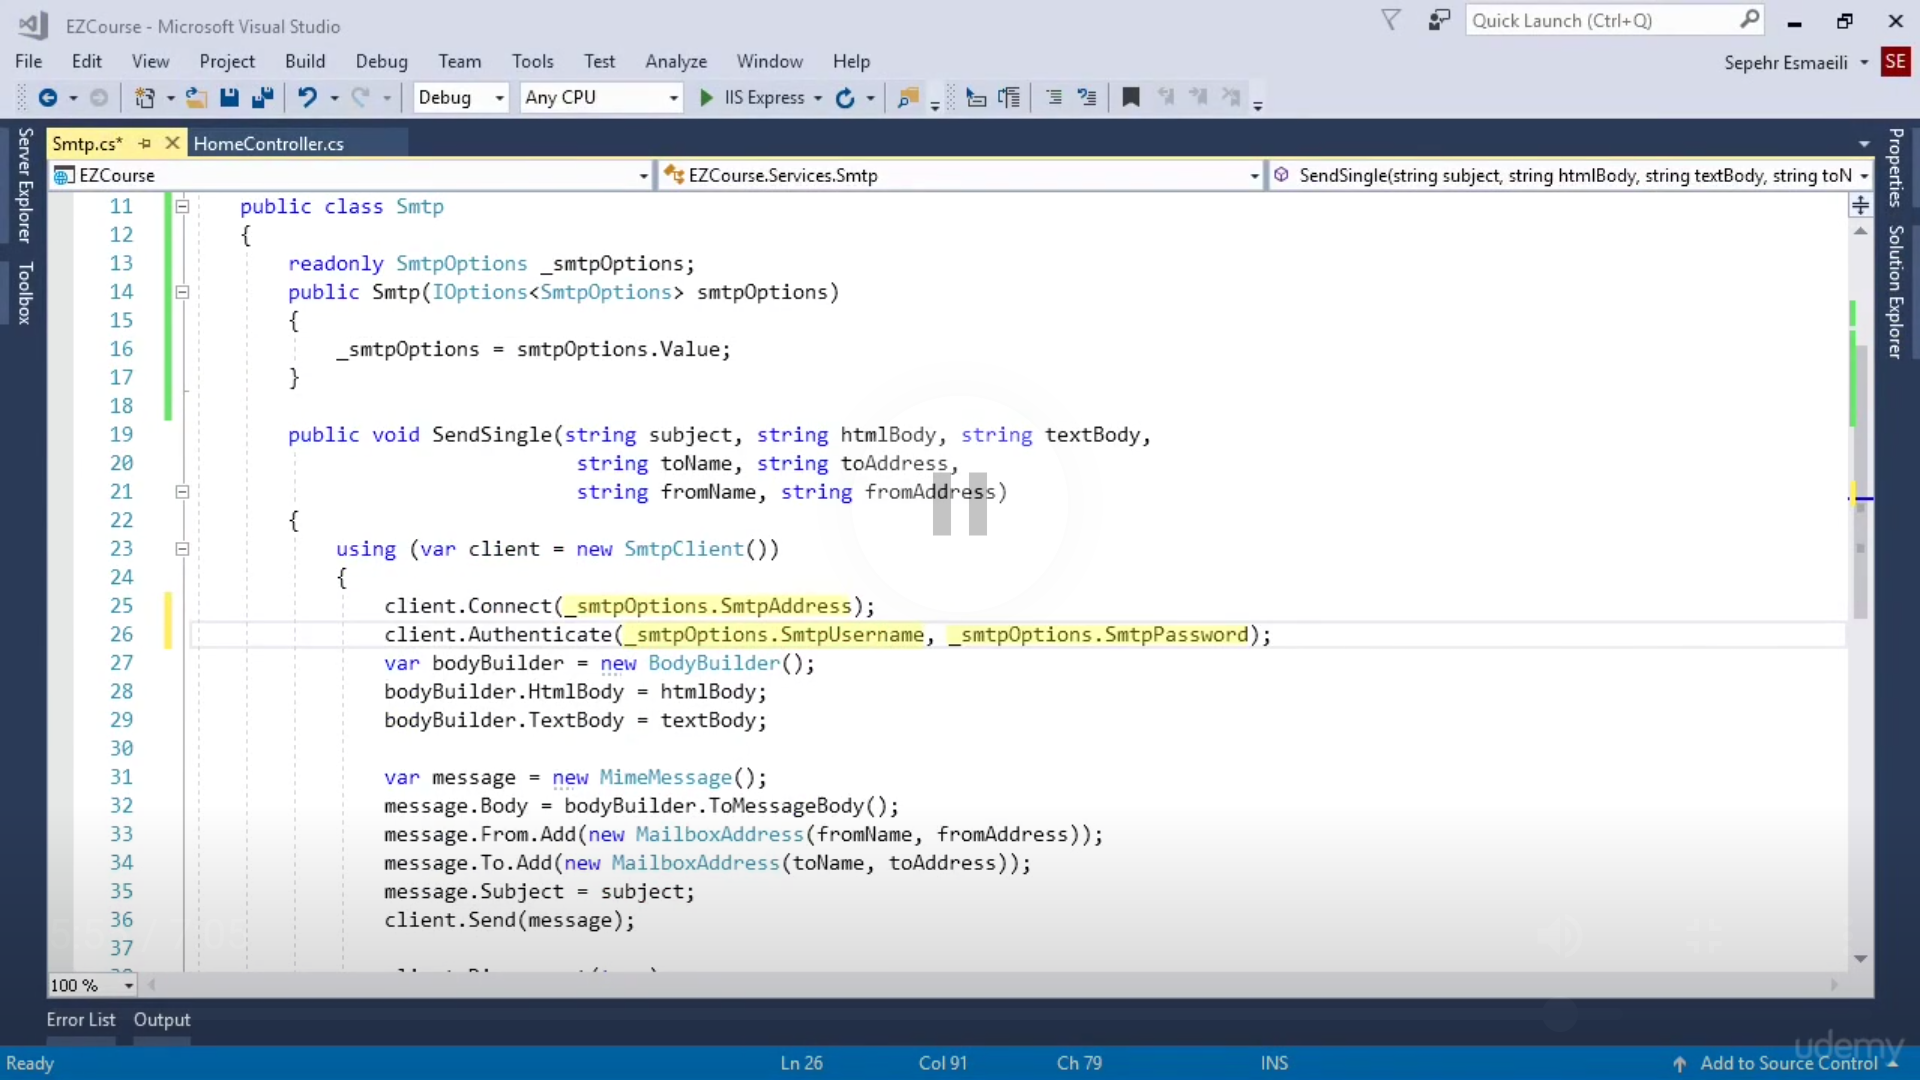 EZCourse - Microsoft Visual Studio
Quick Launch (Ctrl+Q)
File Edit View Project Build Debug Team Tools Test Analyze Window Help
Sepehr Esmaeili SE
Debug Any CPU IIS Express
Server Explorer
Toolbox
Properties
Solution Explorer
Smtp.cs* HomeController.cs
EZCourse EZCourse.Services.Smtp SendSingle(string subject, string htmlBody, string textBody, string toN
11 public class Smtp
12 {
13 readonly SmtpOptions _smtpOptions;
14 public Smtp(IOptions<SmtpOptions> smtpOptions)
15 {
16 _smtpOptions = smtpOptions.Value;
17 }
18
19 public void SendSingle(string subject, string htmlBody, string textBody,
20 string toName, string toAddress,
21 string fromName, string fromAddress)
22 {
23 using (var client = new SmtpClient())
24 {
25 client.Connect(_smtpOptions.SmtpAddress);
26 client.Authenticate(_smtpOptions.SmtpUsername, _smtpOptions.SmtpPassword);
27 var bodyBuilder = new BodyBuilder();
28 bodyBuilder.HtmlBody = htmlBody;
29 bodyBuilder.TextBody = textBody;
30
31 var message = new MimeMessage();
32 message.Body = bodyBuilder.ToMessageBody();
33 message.From.Add(new MailboxAddress(fromName, fromAddress));
34 message.To.Add(new MailboxAddress(toName, toAddress));
35 message.Subject = subject;
36 client.Send(message);
37
100 %
Error List Output
Ready Ln 26 Col 91 Ch 79 INS Add to Source Control
udemy